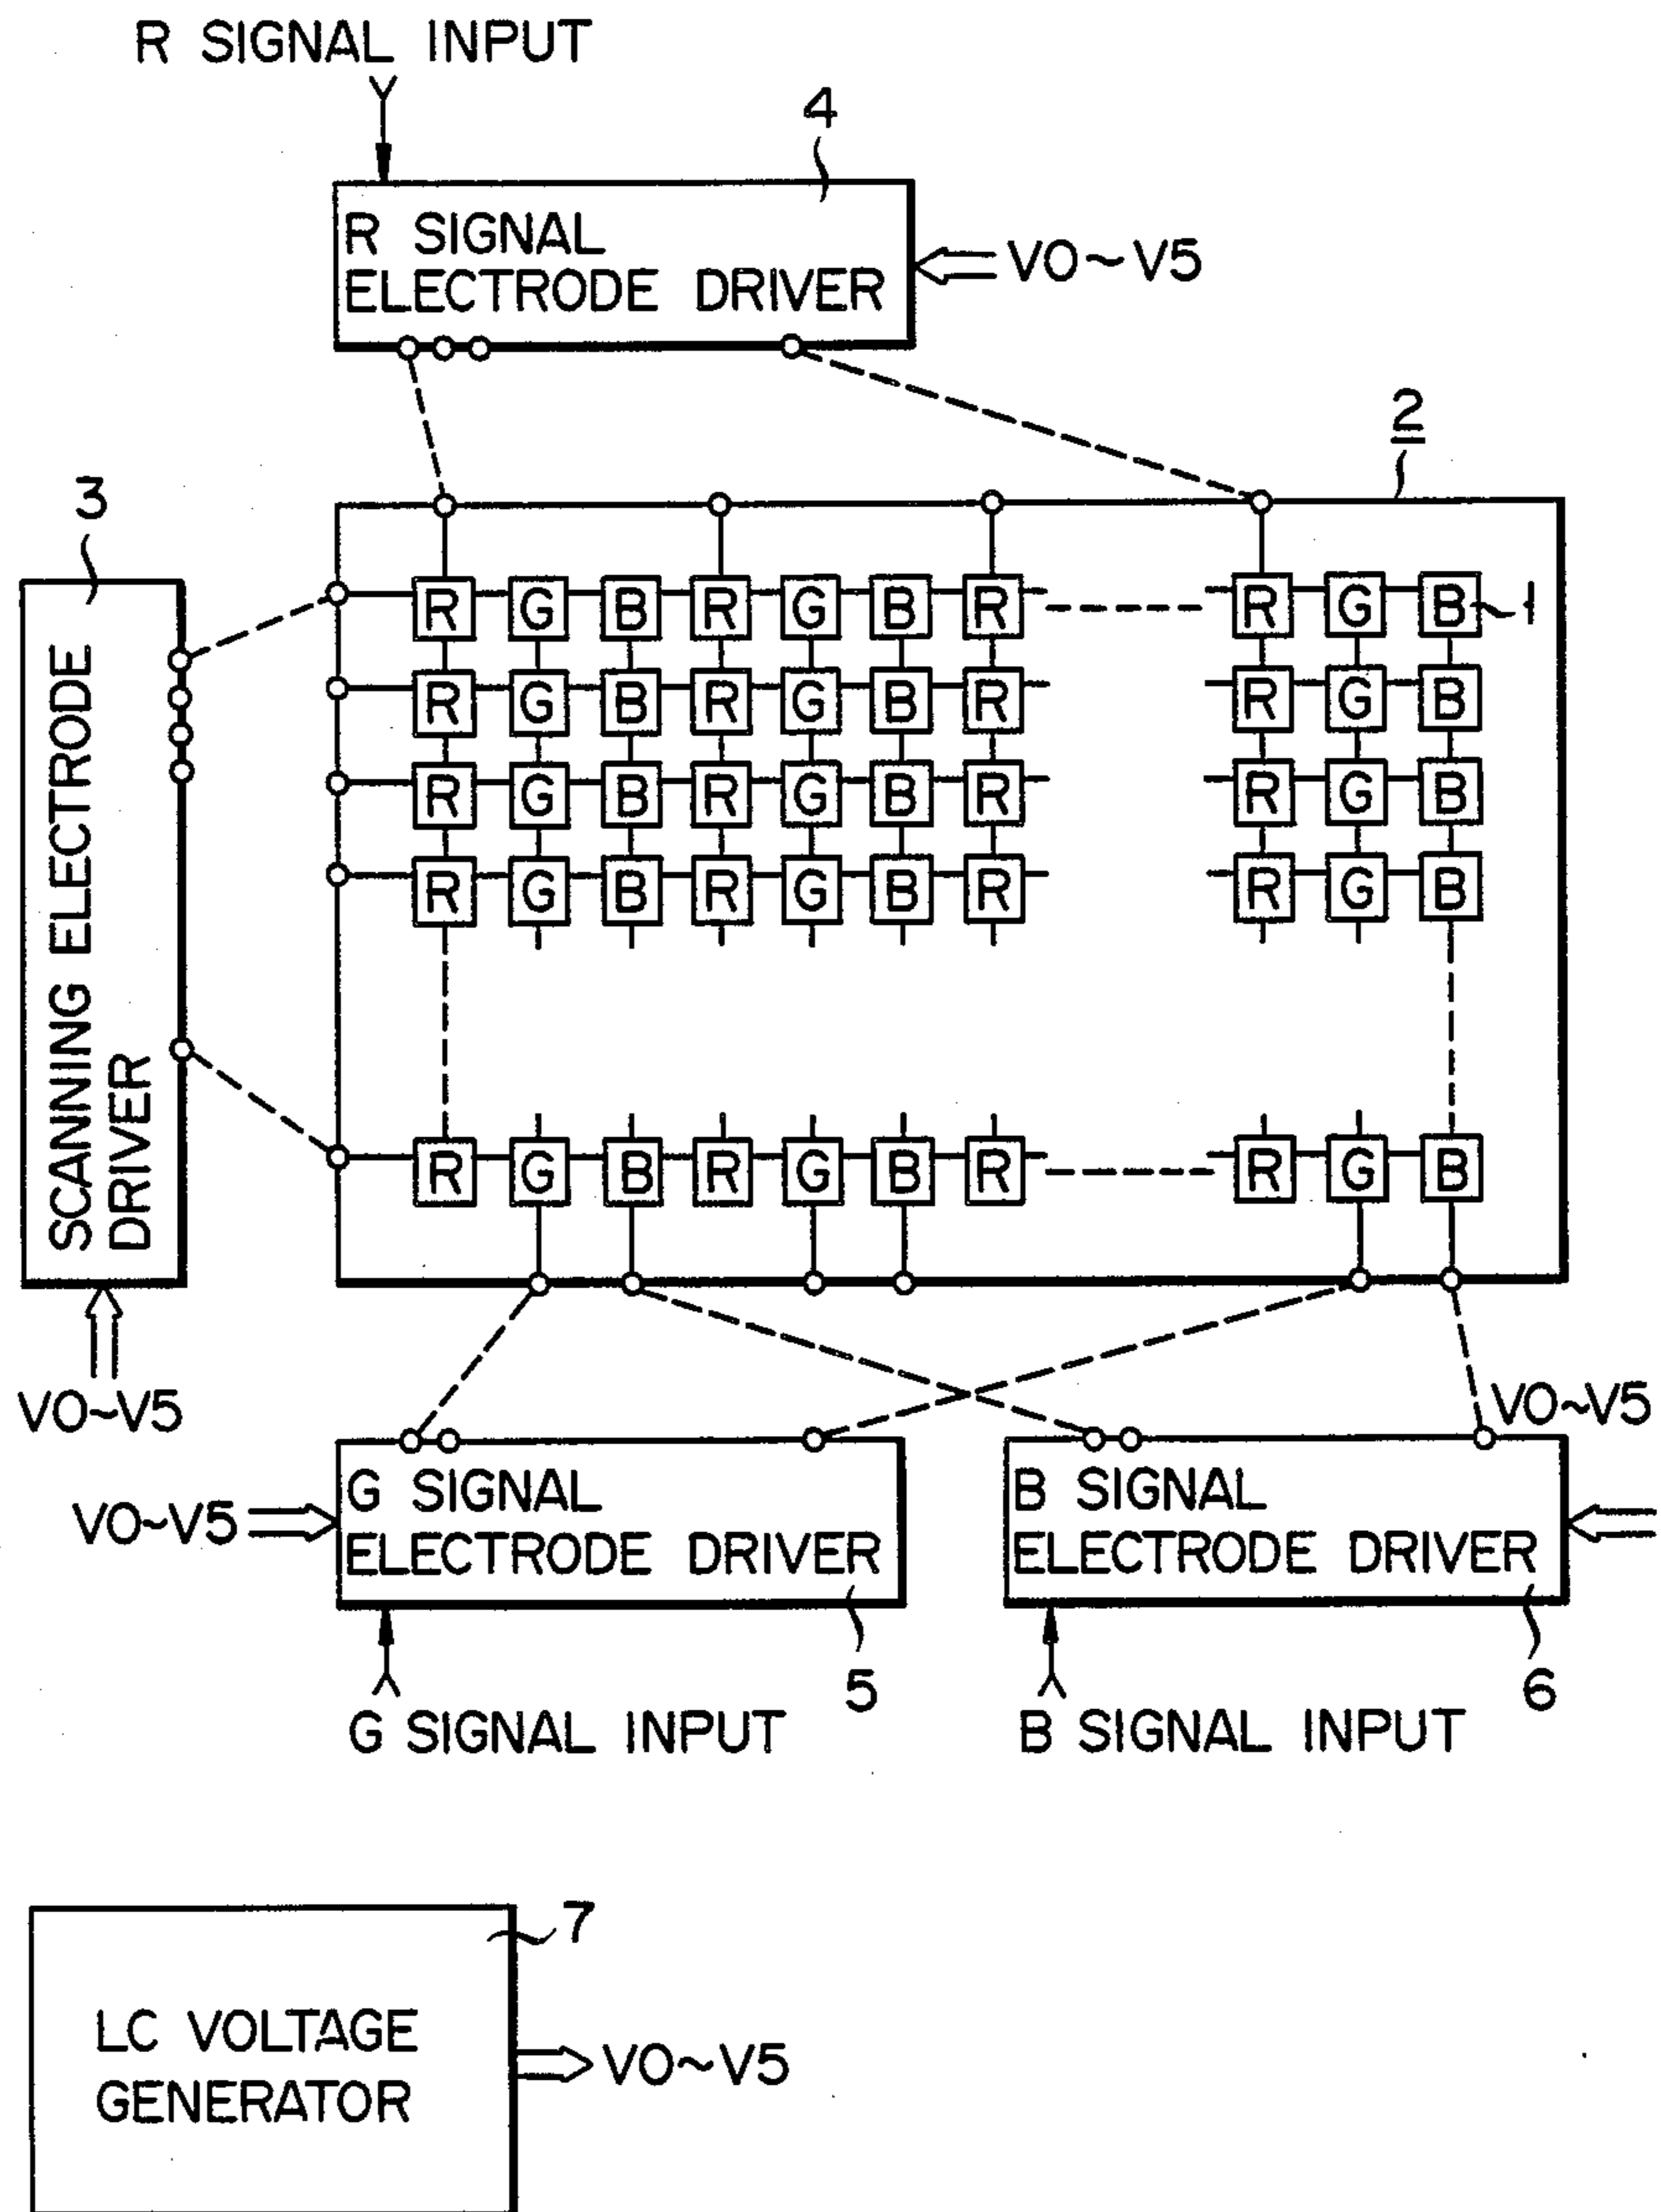 R SIGNAL INPUT
4
R SIGNAL
ELECTRODE DRIVER
V0~V5
2
3
SCANNING ELECTRODE
DRIVER
V0~V5
R G B R G B R R G B 1
R G B R G B R R G B
R G B R G B R R G B
R G B R G B R R G B
R G B R G B R R G B
V0~V5
G SIGNAL
ELECTRODE DRIVER
5
G SIGNAL INPUT
V0~V5
B SIGNAL
ELECTRODE DRIVER
6
B SIGNAL INPUT
7
LC VOLTAGE
GENERATOR
V0~V5